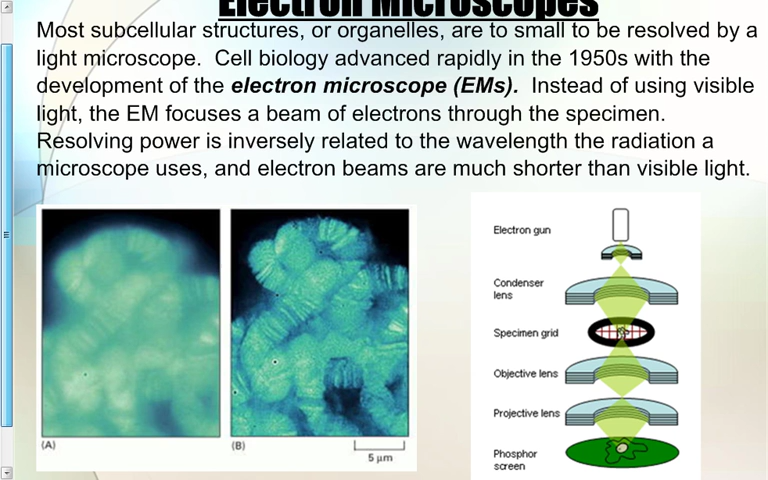 Electron Microscopes
Most subcellular structures, or organelles, are to small to be resolved by a
light microscope.  Cell biology advanced rapidly in the 1950s with the
development of the electron microscope (EMs).  Instead of using visible
light, the EM focuses a beam of electrons through the specimen.
Resolving power is inversely related to the wavelength the radiation a
microscope uses, and electron beams are much shorter than visible light.
(A)
(B)
5 µm
Electron gun
Condenser
lens
Specimen grid
Objective lens
Projective lens
Phosphor
screen